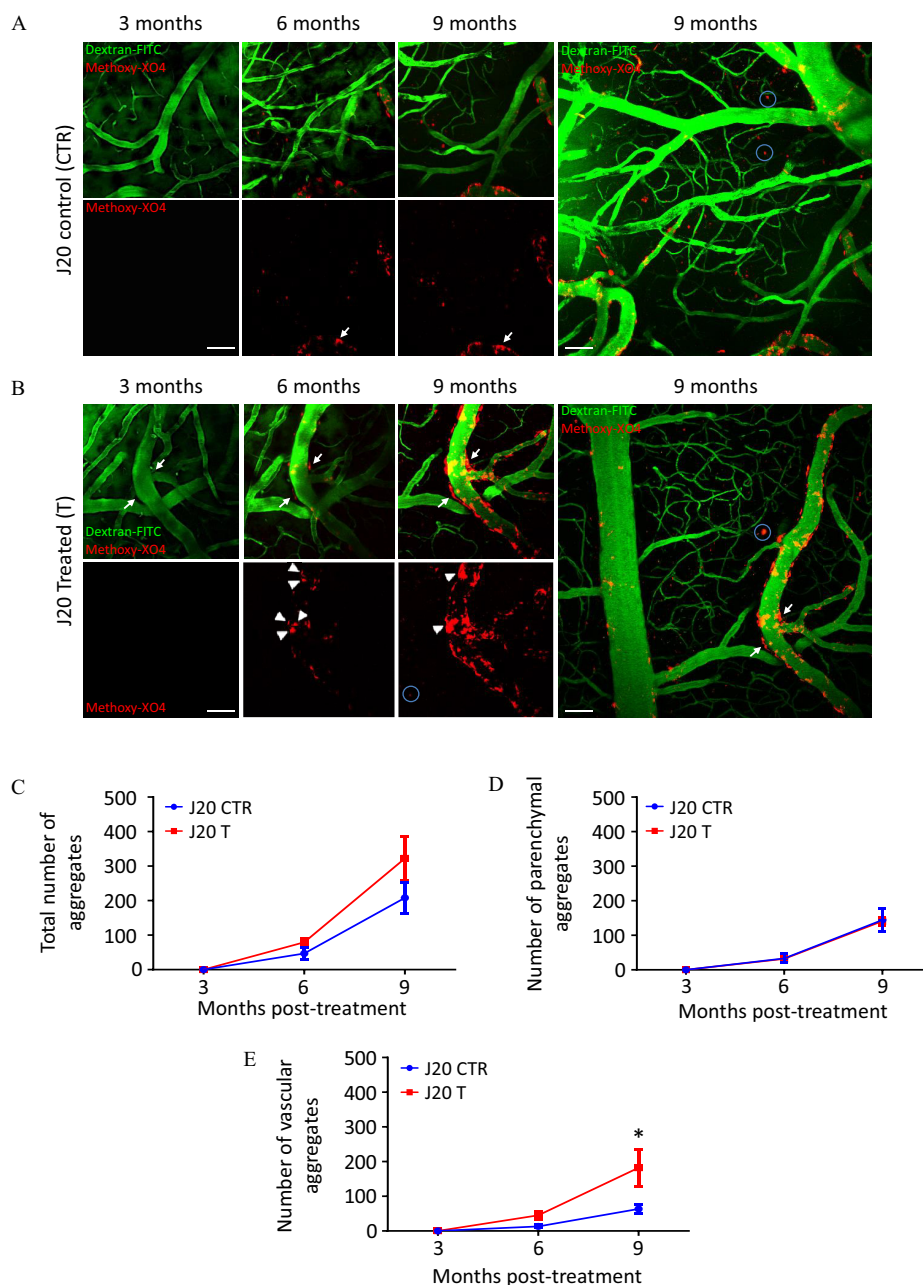 A
3 months
6 months
9 months
9 months
J20 control (CTR)
Dextran-FITC
Methoxy-XO4
Dextran-FITC
Methoxy-XO4
Methoxy-XO4
B
3 months
6 months
9 months
9 months
J20 Treated (T)
Dextran-FITC
Methoxy-XO4
Dextran-FITC
Methoxy-XO4
Methoxy-XO4
C
Total number of
aggregates
500
400
300
200
100
0
J20 CTR
J20 T
3
6
9
Months post-treatment
D
Number of parenchymal
aggregates
500
400
300
200
100
0
J20 CTR
J20 T
3
6
9
Months post-treatment
E
Number of vascular
aggregates
500
400
300
200
100
0
J20 CTR
J20 T
*
3
6
9
Months post-treatment